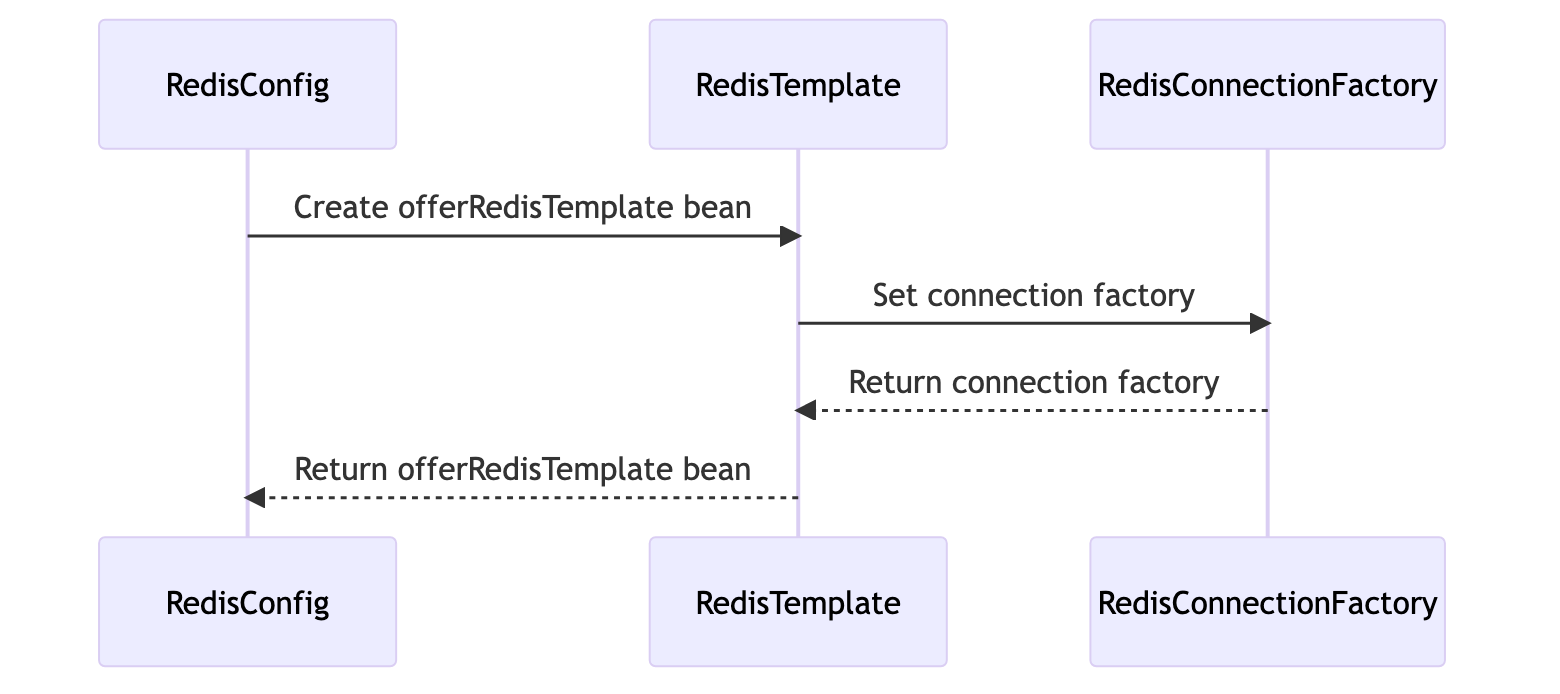 RedisConfig
RedisTemplate
RedisConnectionFactory
Create offerRedisTemplate bean
Set connection factory
Return connection factory
Return offerRedisTemplate bean
RedisConfig
RedisTemplate
RedisConnectionFactory